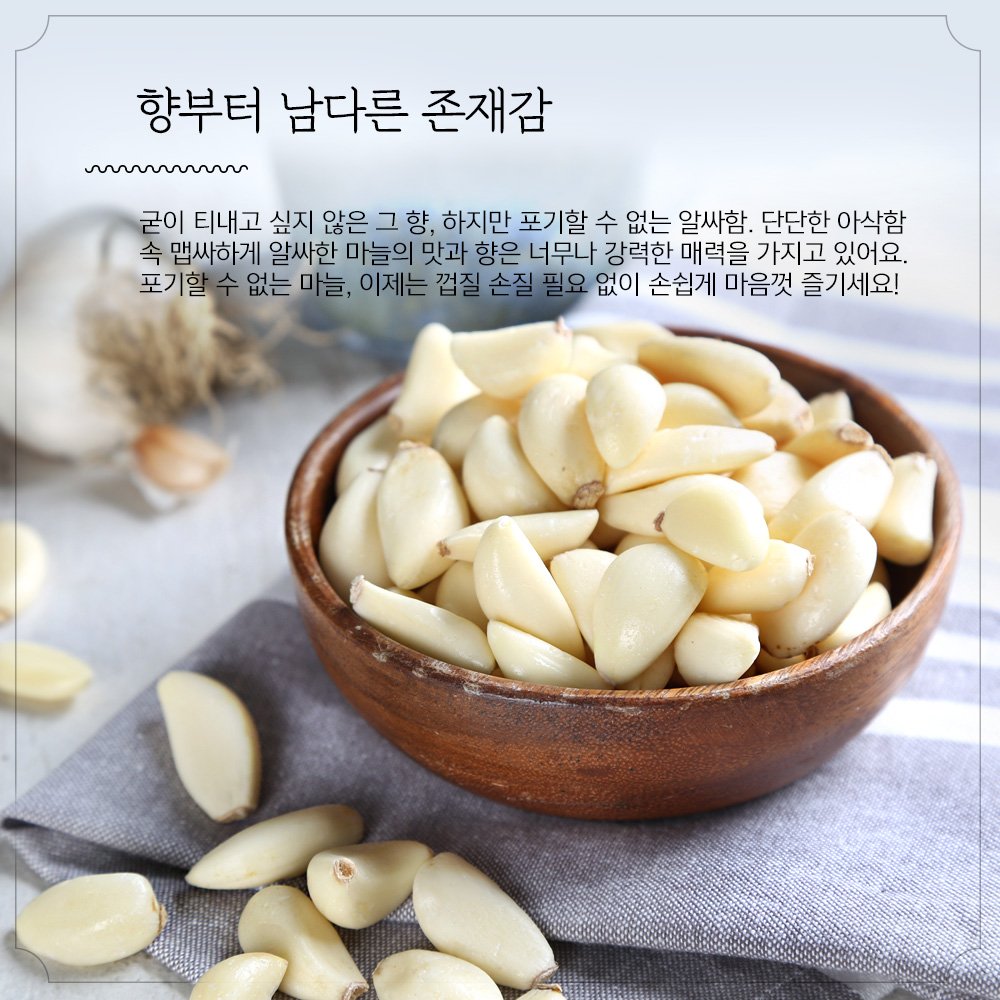 향부터 남다른 존재감
굳이 티내고 싶지 않은 그 향, 하지만 포기할 수 없는 알싸함. 단단한 아삭함
속 맵싸하게 알싸한 마늘의 맛과 향은 너무나 강력한 매력을 가지고 있어요.
포기할 수 없는 마늘, 이제는 껍질 손질 필요 없이 손쉽게 마음껏 즐기세요!